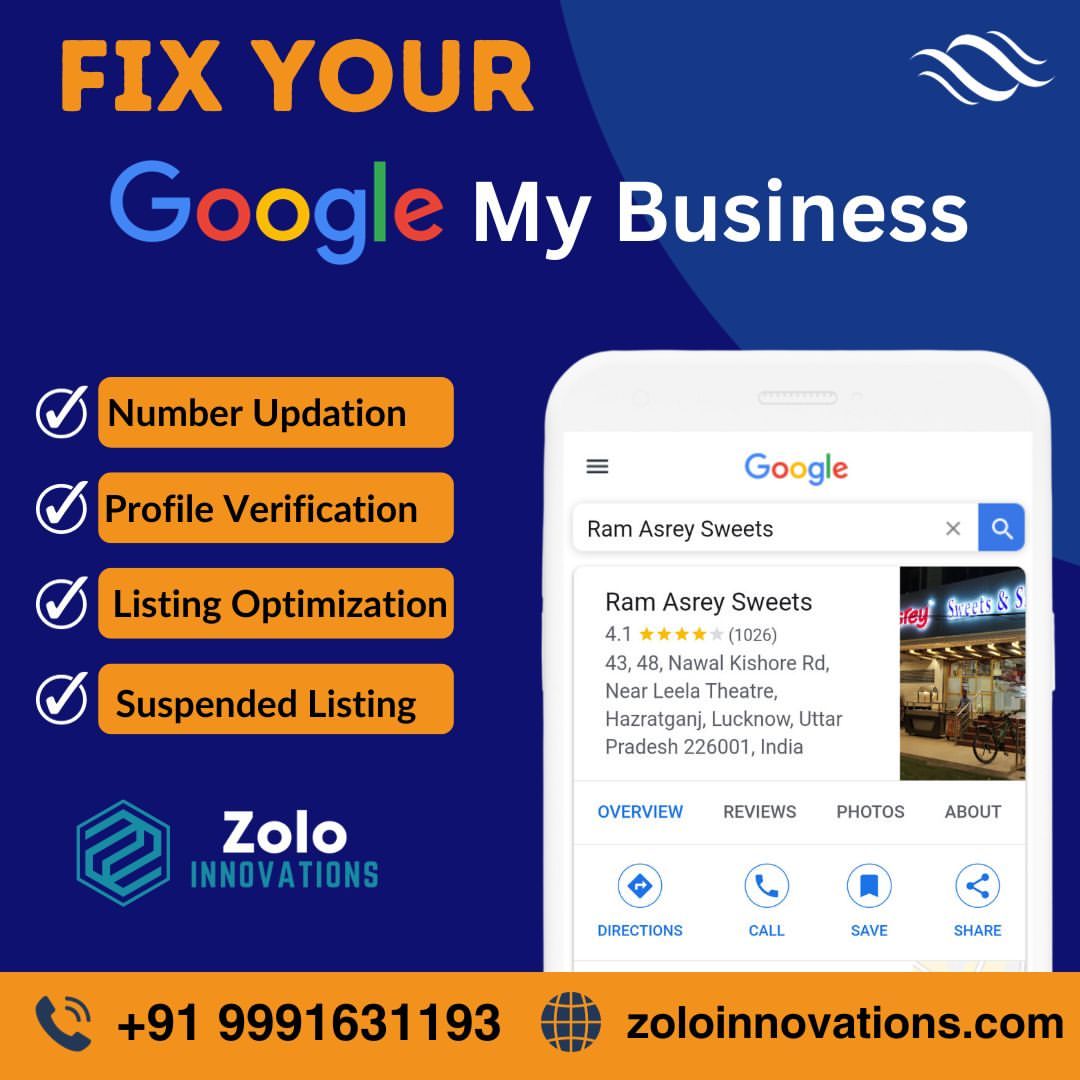 FIX YOUR
Google My Business
Number Updation
Profile Verification
Listing Optimization
Suspended Listing
Zolo
INNOVATIONS
Google
Ram Asrey Sweets
Ram Asrey Sweets
4.1 (1026)
43, 48, Nawal Kishore Rd,
Near Leela Theatre,
Hazratganj, Lucknow, Uttar
Pradesh 226001, India
rey Sweets & S
OVERVIEW REVIEWS PHOTOS ABOUT
DIRECTIONS CALL SAVE SHARE
+91 9991631193 zoloinnovations.com